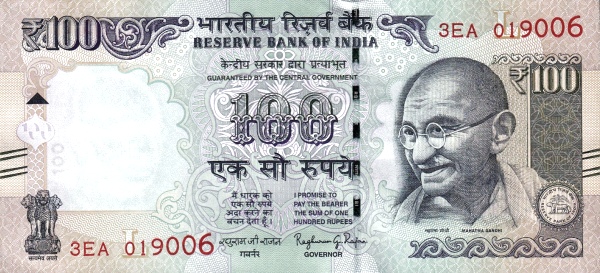 ₹100
भारतीय रिज़र्व बैंक
RESERVE BANK OF INDIA
3EA 019006
L
केन्द्रीय सरकार द्वारा प्रत्याभूत
GUARANTEED BY THE CENTRAL GOVERNMENT
₹100
100
एक सौ रुपये
मैं धारक को
एक सौ रुपये
अदा करने का
वचन देता हूँ।
I PROMISE TO
PAY THE BEARER
THE SUM OF ONE
HUNDRED RUPEES
महात्मा गांधी MAHATMA GANDHI
सत्यमेव जयते
L
3EA 019006
रघुराम जी राजन
गवर्नर
Raghuram G. Rajan
GOVERNOR